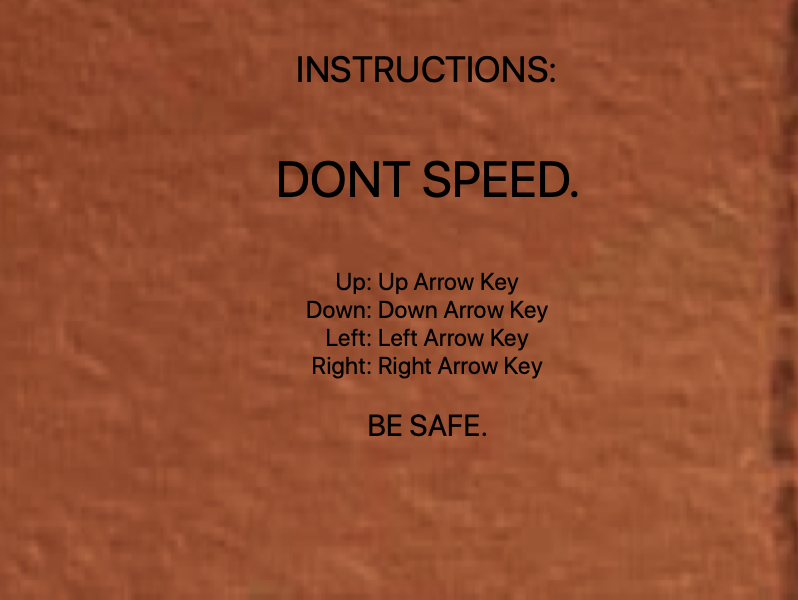 INSTRUCTIONS:
DONT SPEED.
Up: Up Arrow Key
Down: Down Arrow Key
Left: Left Arrow Key
Right: Right Arrow Key
BE SAFE.